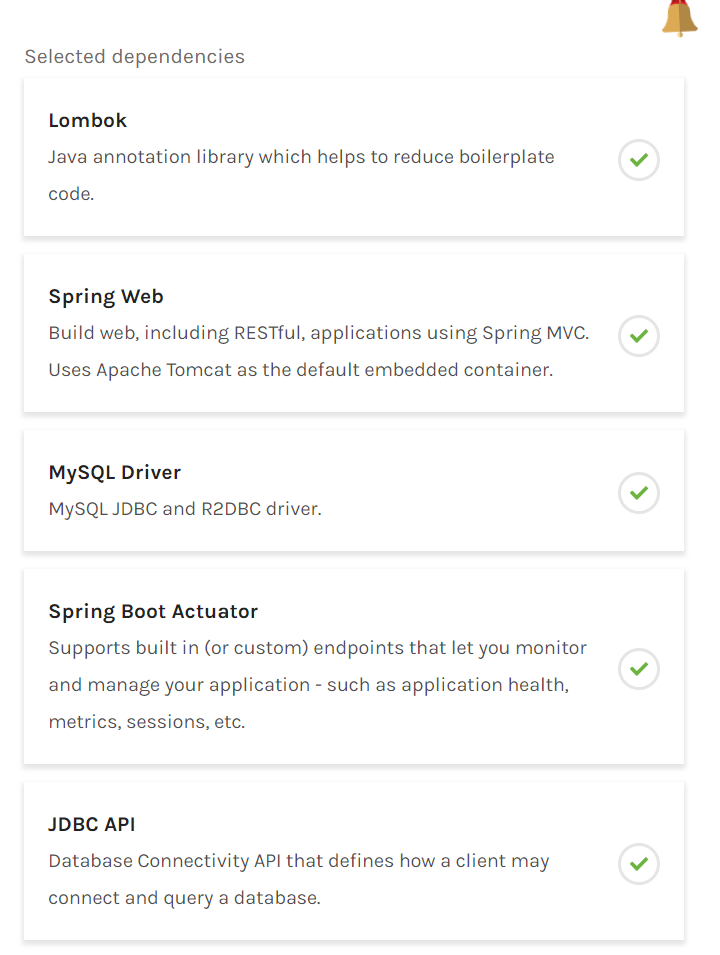 Selected dependencies
Lombok
Java annotation library which helps to reduce boilerplate
code.
Spring Web
Build web, including RESTful, applications using Spring MVC.
Uses Apache Tomcat as the default embedded container.
MySQL Driver
MySQL JDBC and R2DBC driver.
Spring Boot Actuator
Supports built in (or custom) endpoints that let you monitor
and manage your application - such as application health,
metrics, sessions, etc.
JDBC API
Database Connectivity API that defines how a client may
connect and query a database.